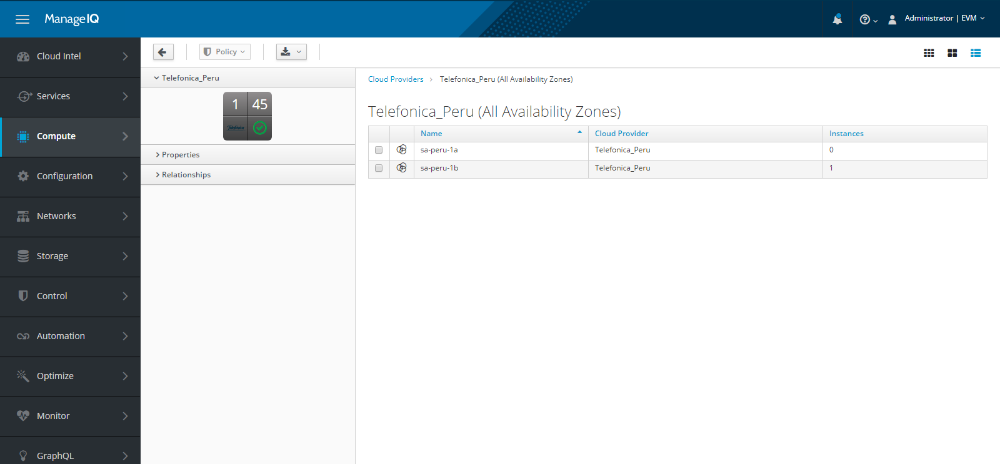 ManageIQ
Administrator | EVM
Cloud Intel
Services
Compute
Configuration
Networks
Storage
Control
Automation
Optimize
Monitor
GraphQL
Policy
Telefonica_Peru
1 45
Telefónica
Properties
Relationships
Cloud Providers > Telefonica_Peru (All Availability Zones)
Telefonica_Peru (All Availability Zones)
Name Cloud Provider Instances
sa-peru-1a Telefonica_Peru 0
sa-peru-1b Telefonica_Peru 1